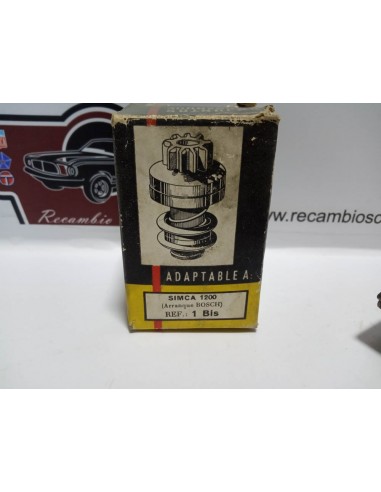 Recambio
www.recambiosc
ADAPTABLE A:
SIMCA 1200
(Arranque BOSCH)
REF.: 1 Bis